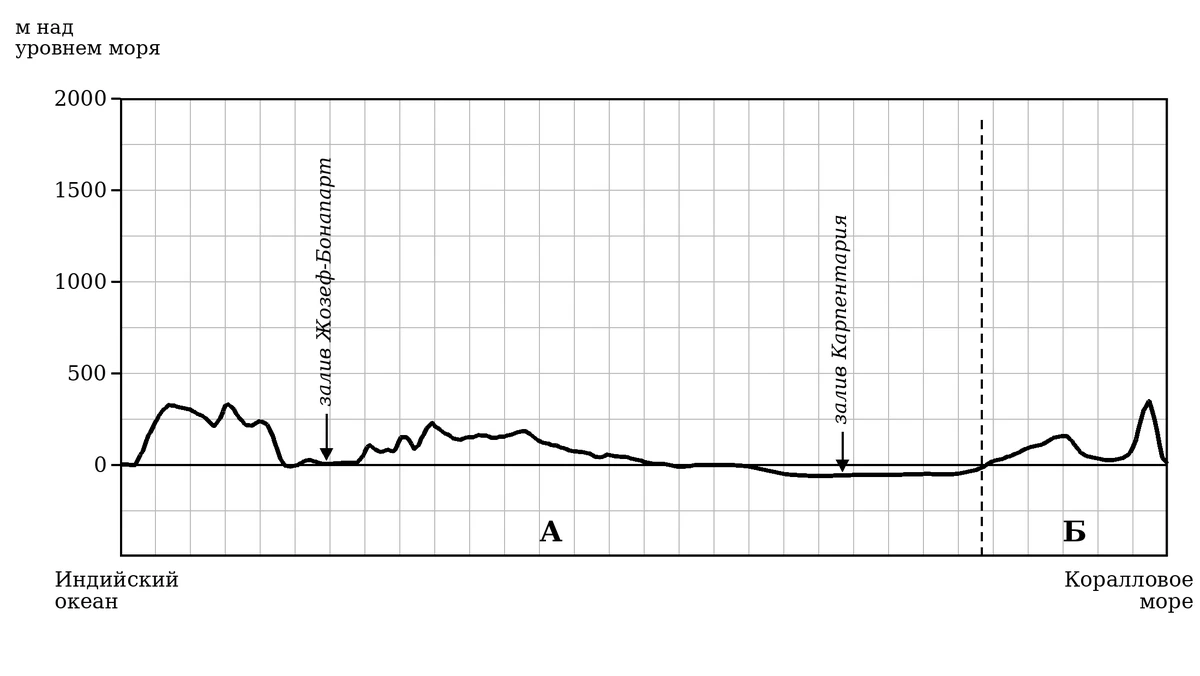 м над
уровнем моря
2000
1500
1000
500
0
залив Жозеф-Бонапарт
залив Карпентария
А
Б
Индийский
океан
Коралловое
море